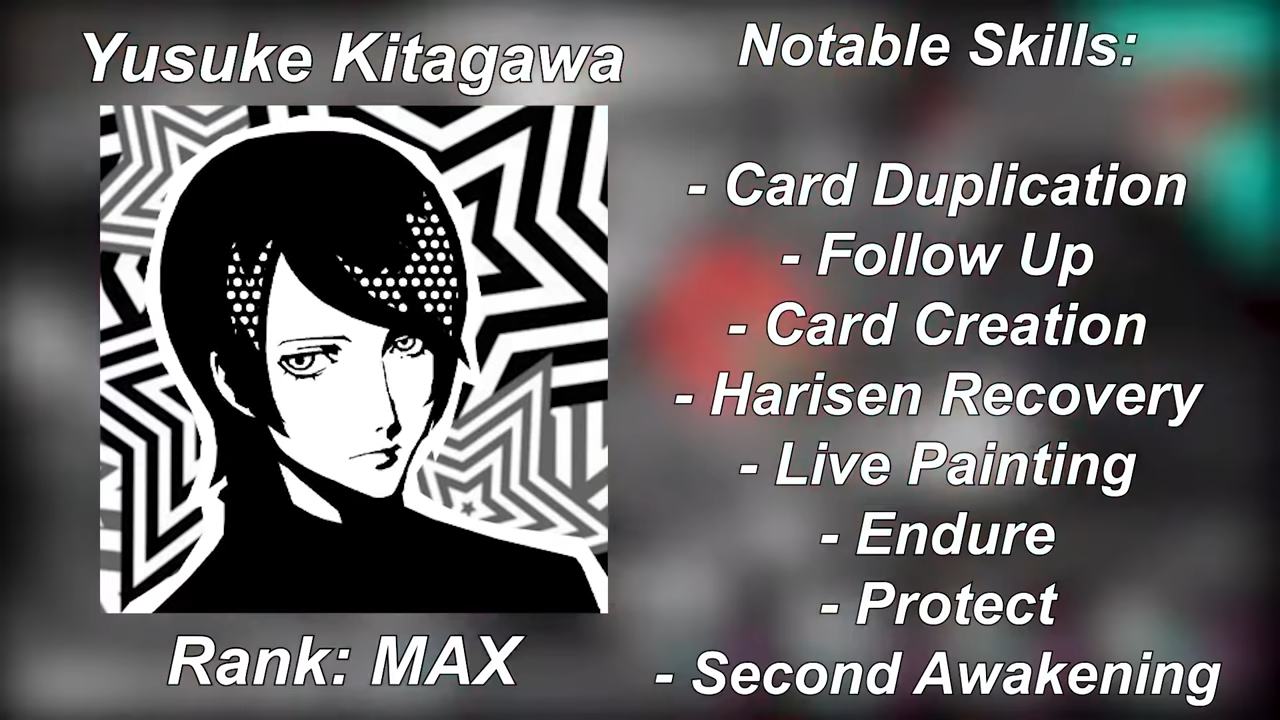 Yusuke Kitagawa
Rank: MAX
Notable Skills:
- Card Duplication
- Follow Up
- Card Creation
- Harisen Recovery
- Live Painting
- Endure
- Protect
- Second Awakening